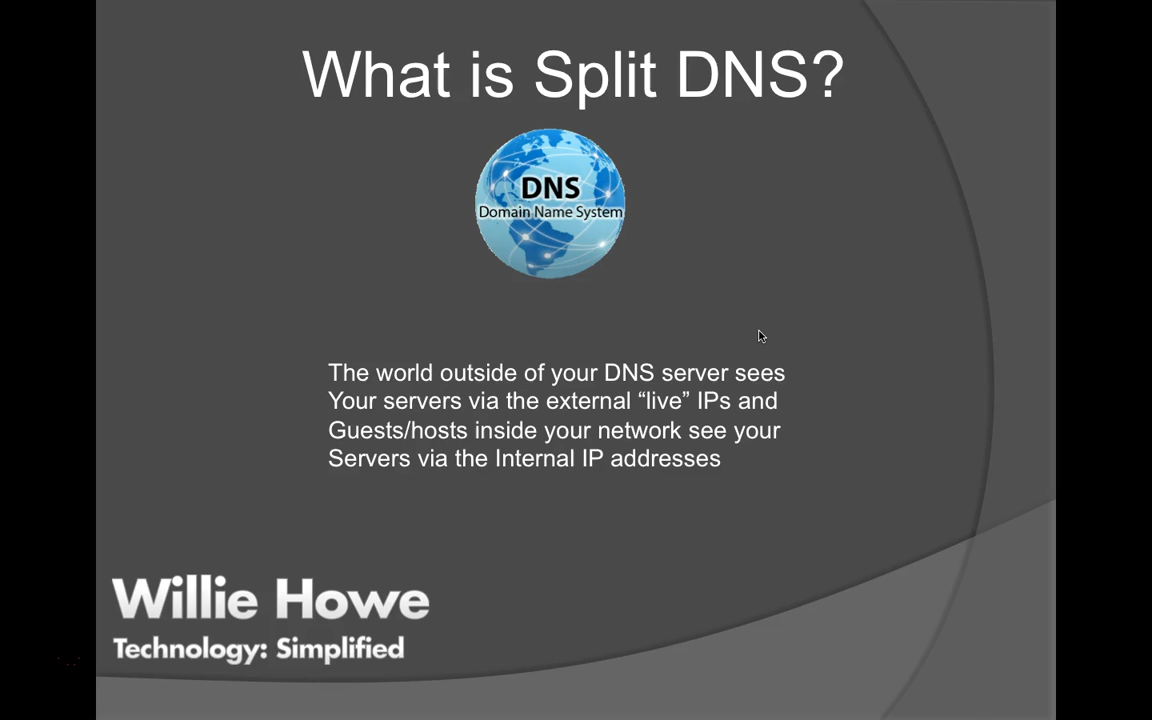 What is Split DNS?
DNS
Domain Name System
The world outside of your DNS server sees
Your servers via the external “live” IPs and
Guests/hosts inside your network see your
Servers via the Internal IP addresses
Willie Howe
Technology: Simplified